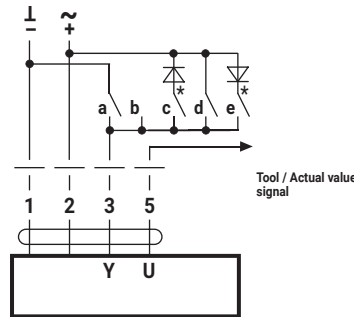 ⊥ ~
− +
a b c * d e *
Tool / Actual value
signal
1 2 3 5
Y U